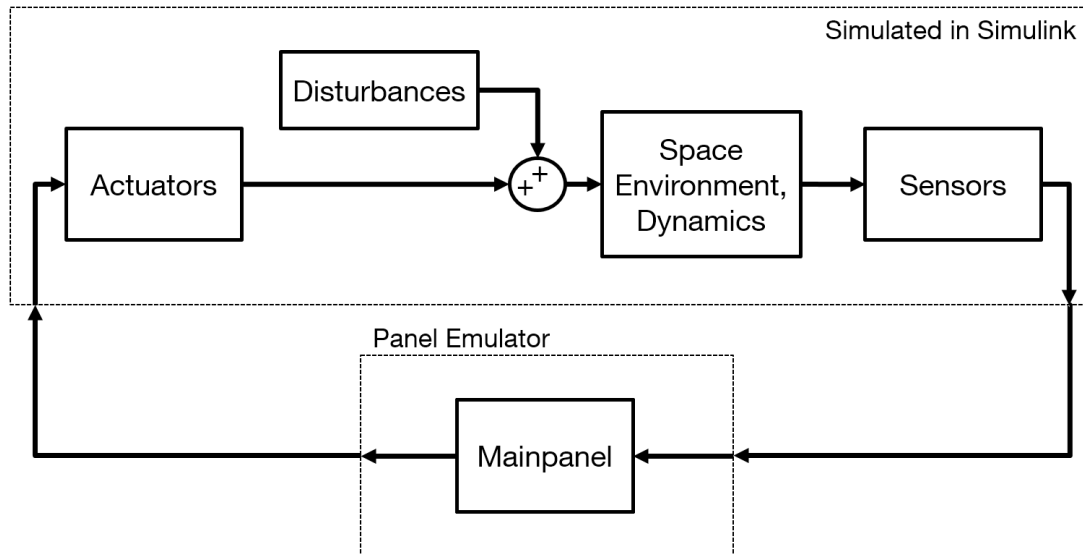 Simulated in Simulink
Disturbances
Actuators
+
+
Space
Environment,
Dynamics
Sensors
Panel Emulator
Mainpanel